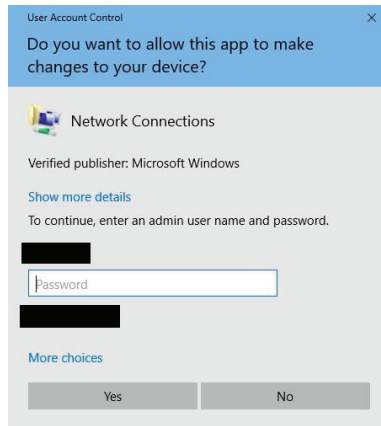 User Account Control
Do you want to allow this app to make
changes to your device?
Network Connections
Verified publisher: Microsoft Windows
Show more details
To continue, enter an admin user name and password.
Password
More choices
Yes
No